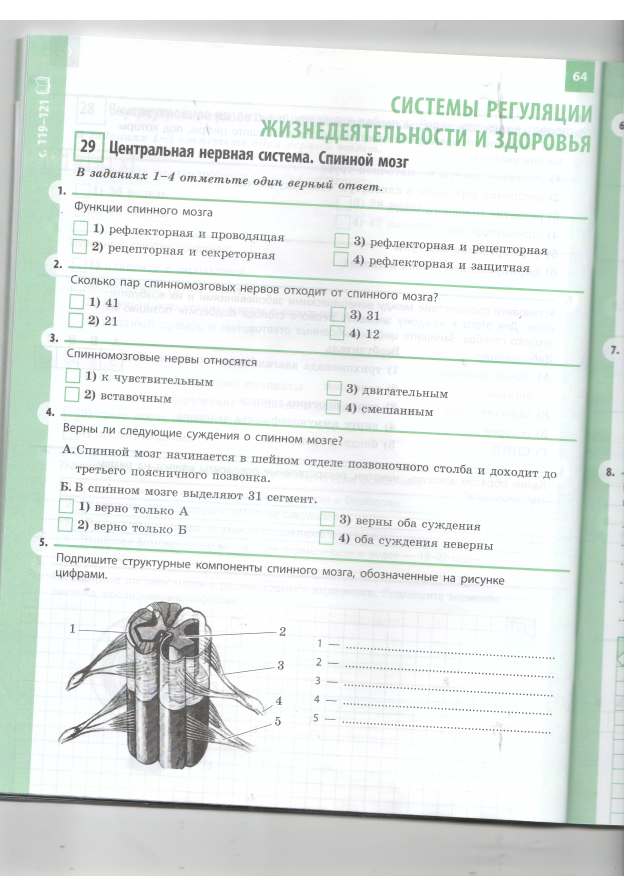 64
с. 119–121
СИСТЕМЫ РЕГУЛЯЦИИ
ЖИЗНЕДЕЯТЕЛЬНОСТИ И ЗДОРОВЬЯ
29 Центральная нервная система. Спинной мозг
В заданиях 1–4 отметьте один верный ответ.
1.
Функции спинного мозга
1) рефлекторная и проводящая
2) рецепторная и секреторная
3) рефлекторная и рецепторная
4) рефлекторная и защитная
2.
Сколько пар спинномозговых нервов отходит от спинного мозга?
1) 41
2) 21
3) 31
4) 12
3.
Спинномозговые нервы относятся
1) к чувствительным
2) вставочным
3) двигательным
4) смешанным
4.
Верны ли следующие суждения о спинном мозге?
А. Спинной мозг начинается в шейном отделе позвоночного столба и доходит до
третьего поясничного позвонка.
Б. В спинном мозге выделяют 31 сегмент.
1) верно только А
2) верно только Б
3) верны оба суждения
4) оба суждения неверны
5.
Подпишите структурные компоненты спинного мозга, обозначенные на рисунке
цифрами.
1
2
3
4
5
1 —
2 —
3 —
4 —
5 —
6
7.
8.